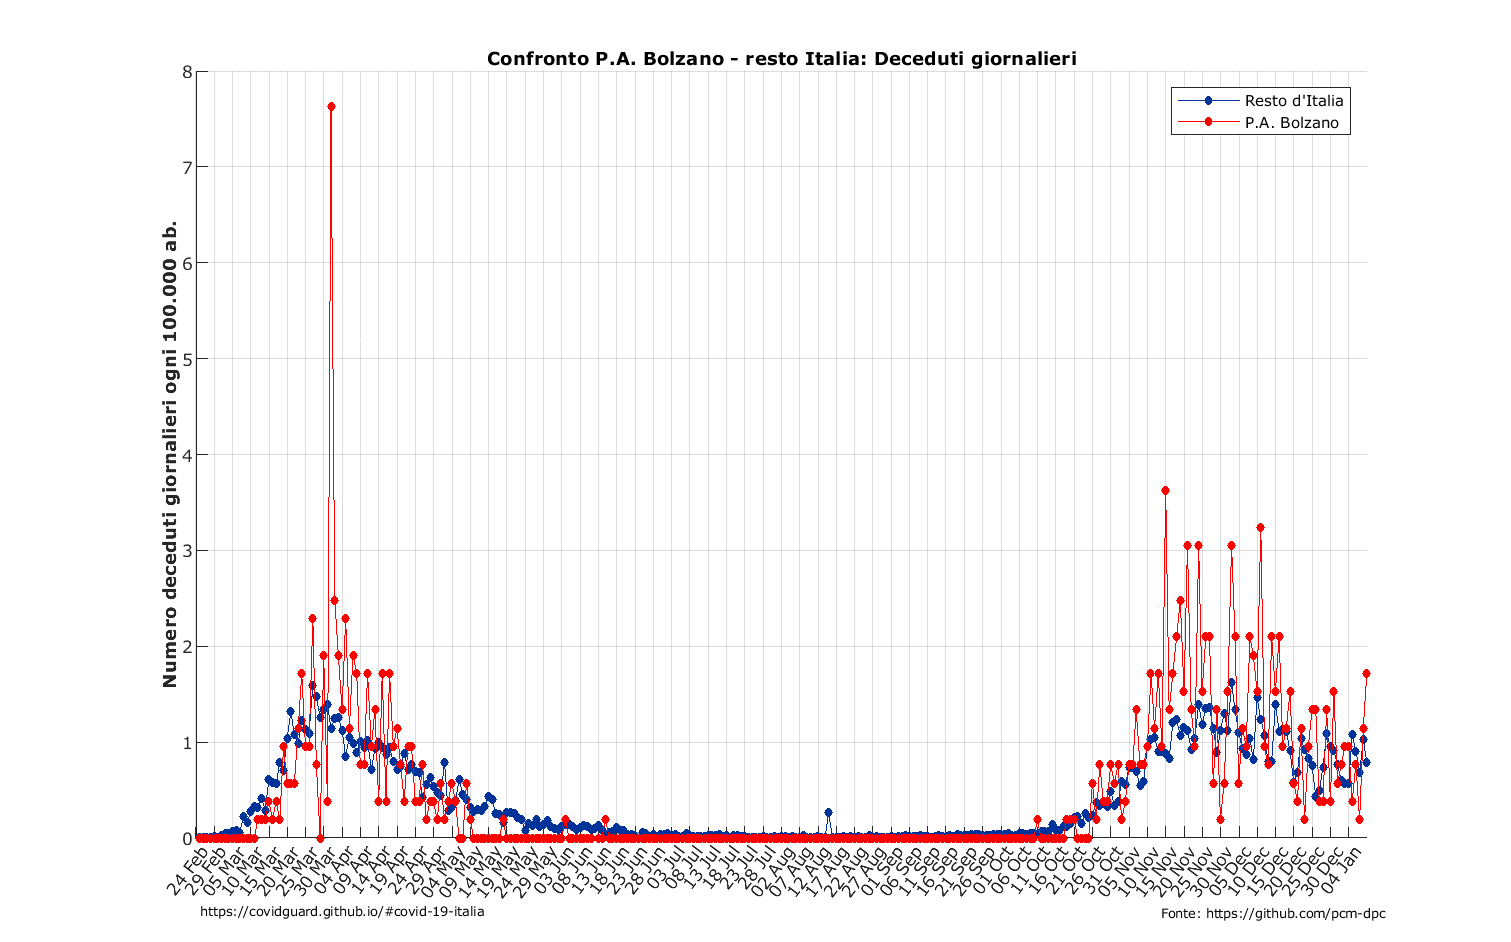 Confronto P.A. Bolzano - resto Italia: Deceduti giornalieri
Resto d'Italia
P.A. Bolzano
Numero deceduti giornalieri ogni 100.000 ab.
8
7
6
5
4
3
2
1
0
24 Feb
29 Feb
05 Mar
10 Mar
15 Mar
20 Mar
25 Mar
30 Mar
04 Apr
09 Apr
14 Apr
19 Apr
24 Apr
29 Apr
04 May
09 May
14 May
19 May
24 May
29 May
03 Jun
08 Jun
13 Jun
18 Jun
23 Jun
28 Jun
03 Jul
08 Jul
13 Jul
18 Jul
23 Jul
28 Jul
02 Aug
07 Aug
12 Aug
17 Aug
22 Aug
27 Aug
01 Sep
06 Sep
11 Sep
16 Sep
21 Sep
26 Sep
01 Oct
06 Oct
11 Oct
16 Oct
21 Oct
26 Oct
31 Oct
05 Nov
10 Nov
15 Nov
20 Nov
25 Nov
30 Nov
05 Dec
10 Dec
15 Dec
20 Dec
25 Dec
30 Dec
04 Jan
https://covidguard.github.io/#covid-19-italia
Fonte: https://github.com/pcm-dpc